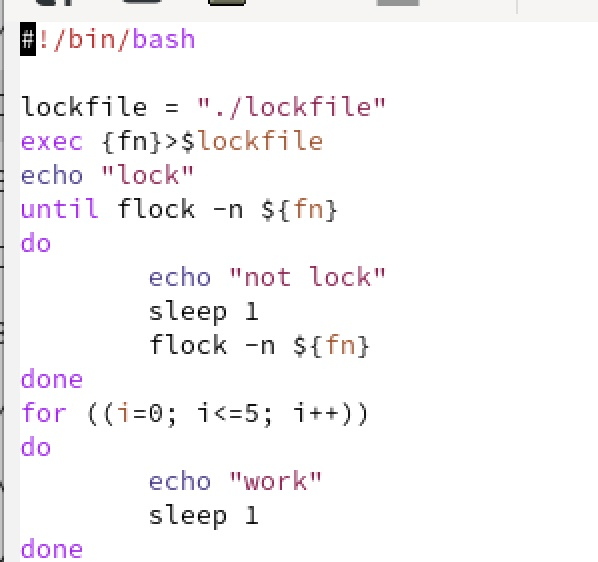 #!/bin/bash
lockfile = "./lockfile"
exec {fn}>$lockfile
echo "lock"
until flock -n ${fn}
do
echo "not lock"
sleep 1
flock -n ${fn}
done
for ((i=0; i<=5; i++))
do
echo "work"
sleep 1
done